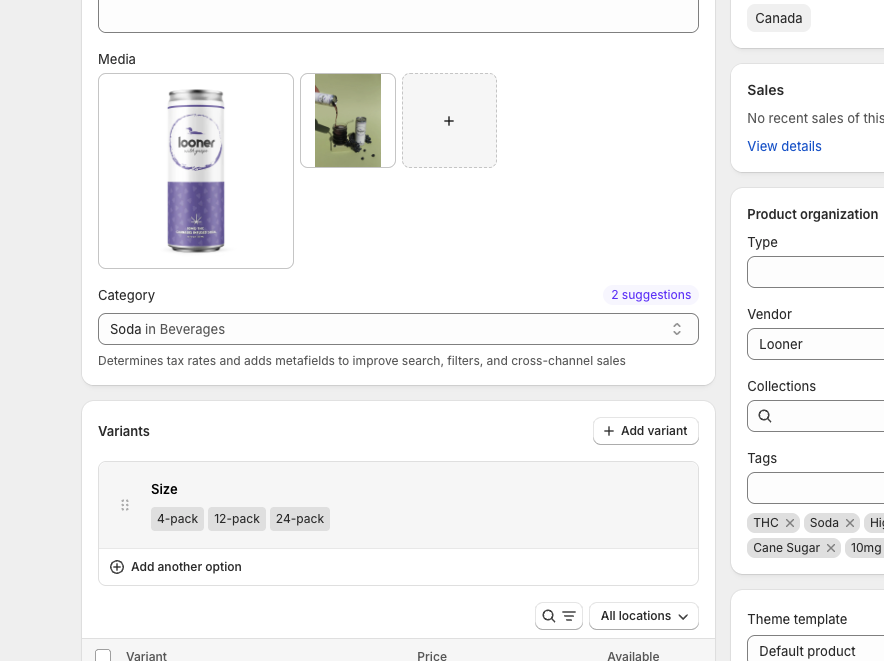 Canada
Media
looner
Category
2 suggestions
Soda in Beverages
Determines tax rates and adds metafields to improve search, filters, and cross-channel sales
Variants
Add variant
Size
4-pack
12-pack
24-pack
Add another option
All locations
Variant
Price
Available
Sales
No recent sales of this
View details
Product organization
Type
Vendor
Looner
Collections
Tags
THC
Soda
Cane Sugar
10mg
Theme template
Default product